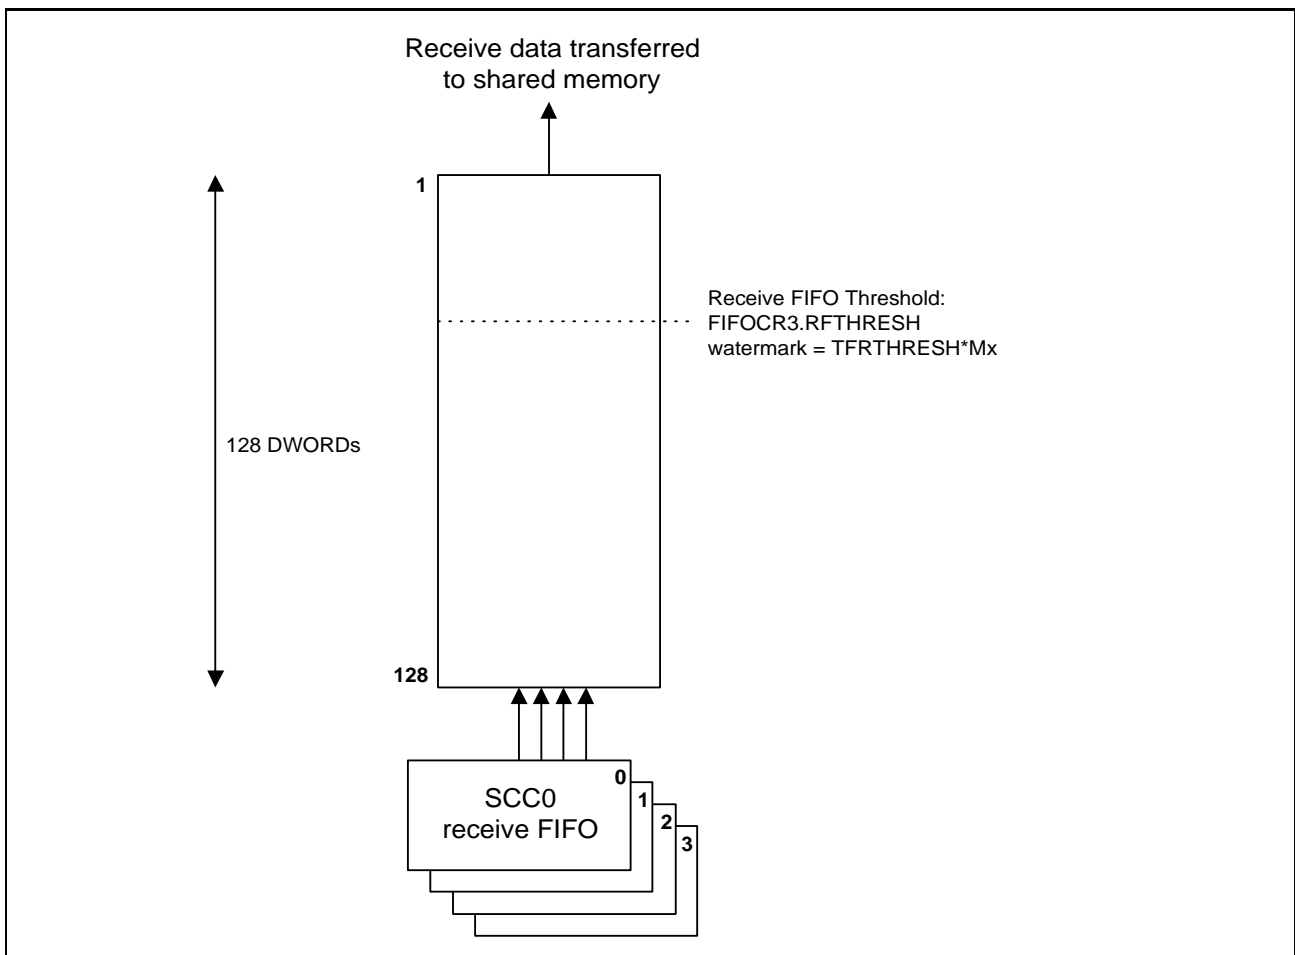 Receive data transferred
to shared memory
1
Receive FIFO Threshold:
FIFOCR3.RFTHRESH
watermark = TFRTHRESH*Mx
128 DWORDs
128
0
SCC0
receive FIFO
1
2
3